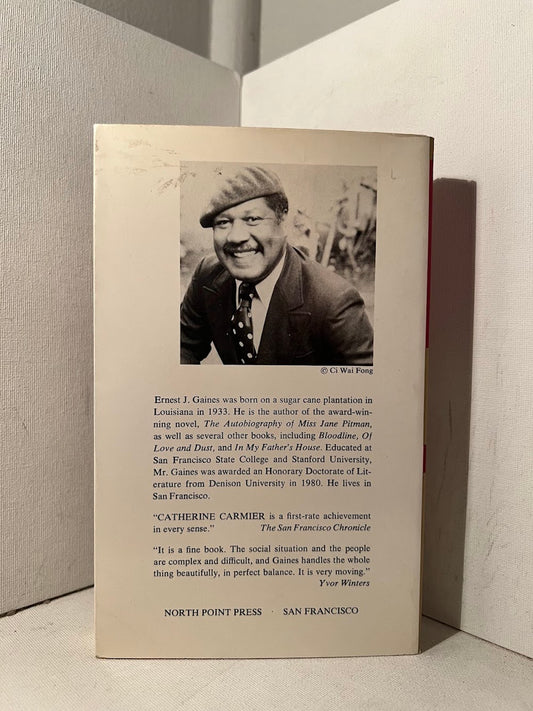 © Ci Wai Fong
Ernest J. Gaines was born on a sugar cane plantation in
Louisiana in 1933. He is the author of the award-win-
ning novel, The Autobiography of Miss Jane Pitman,
as well as several other books, including Bloodline, Of
Love and Dust, and In My Father's House. Educated at
San Francisco State College and Stanford University,
Mr. Gaines was awarded an Honorary Doctorate of Lit-
erature from Denison University in 1980. He lives in
San Francisco.
"CATHERINE CARMIER is a first-rate achievement
in every sense." The San Francisco Chronicle
"It is a fine book. The social situation and the people
are complex and difficult, and Gaines handles the whole
thing beautifully, in perfect balance. It is very moving."
Yvor Winters
NORTH POINT PRESS · SAN FRANCISCO